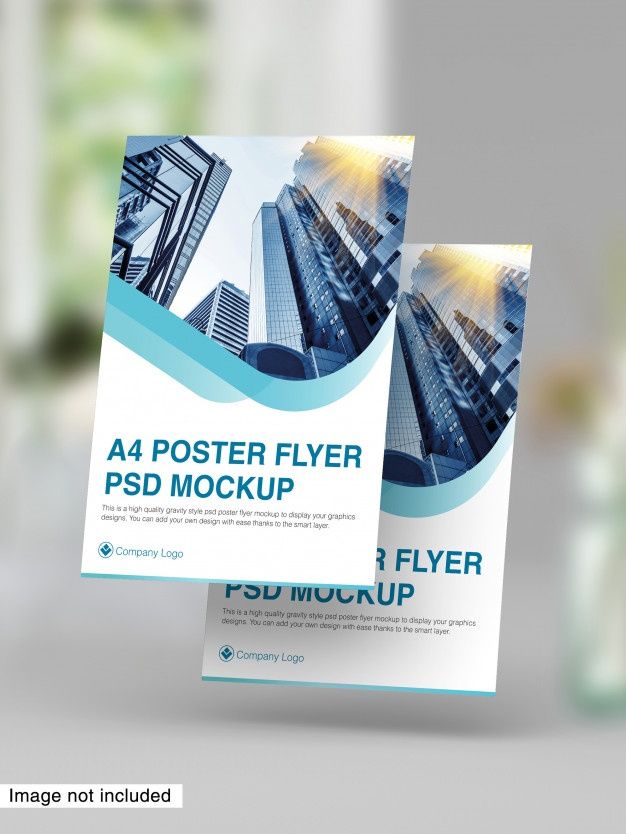 A4 POSTER FLYER
PSD MOCKUP
This is a high quality gravity style psd poster flyer mockup to display your graphics
designs. You can add your own design with ease thanks to the smart layer.
Company Logo
R FLYER
PSD MOCKUP
This is a high quality gravity style psd poster flyer mockup to display your graphics
designs. You can add your own design with ease thanks to the smart layer.
Company Logo
Image not included